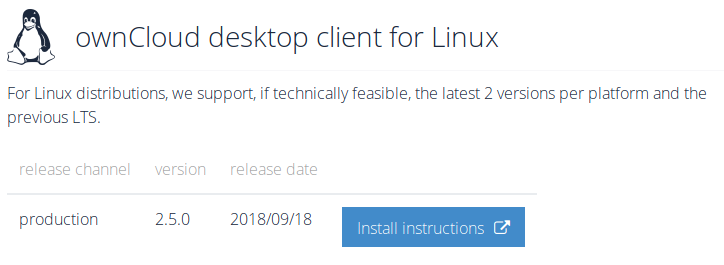 ownCloud desktop client for Linux
For Linux distributions, we support, if technically feasible, the latest 2 versions per platform and the
previous LTS.
release channel version release date
production 2.5.0 2018/09/18 Install instructions